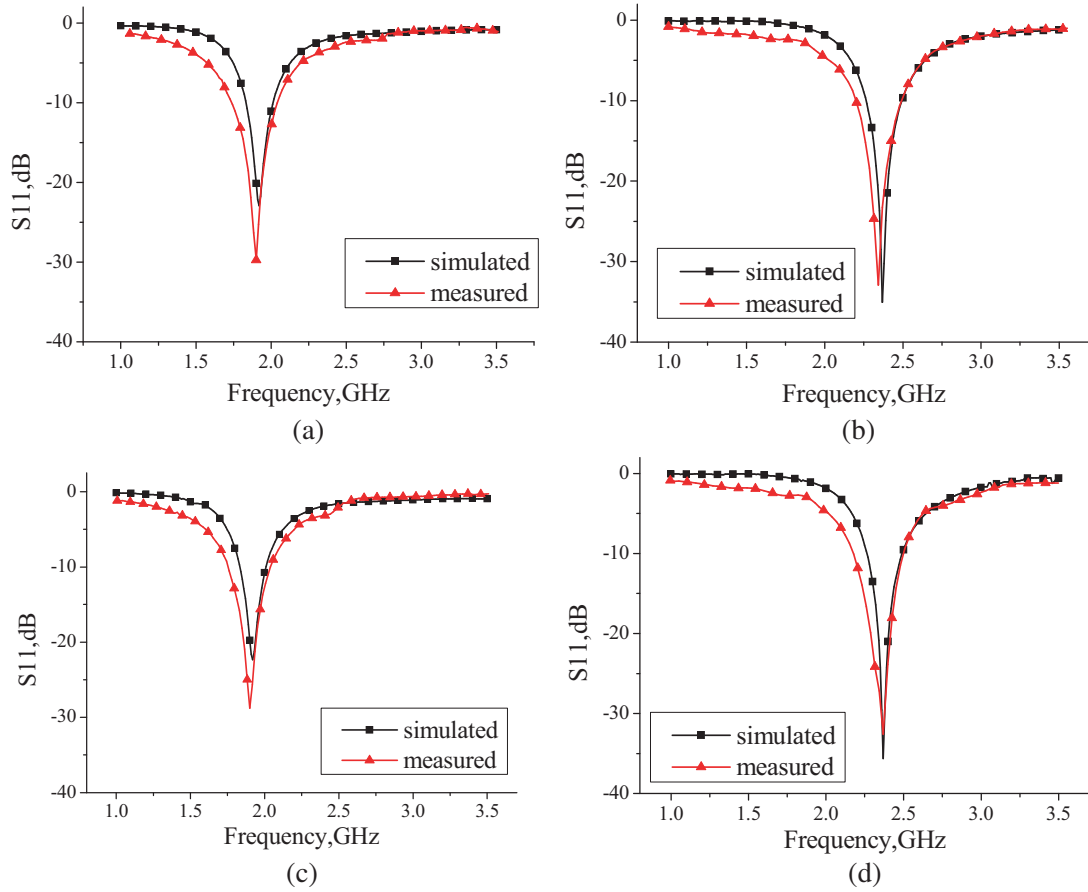 0
-10
-20
-30
-40
S11,dB
simulated
measured
1.0 1.5 2.0 2.5 3.0 3.5
Frequency,GHz
(a)
0
-10
-20
-30
-40
S11,dB
simulated
measured
1.0 1.5 2.0 2.5 3.0 3.5
Frequency,GHz
(b)
0
-10
-20
-30
-40
S11,dB
simulated
measured
1.0 1.5 2.0 2.5 3.0 3.5
Frequency,GHz
(c)
0
-10
-20
-30
-40
S11,dB
simulated
measured
1.0 1.5 2.0 2.5 3.0 3.5
Frequency,GHz
(d)